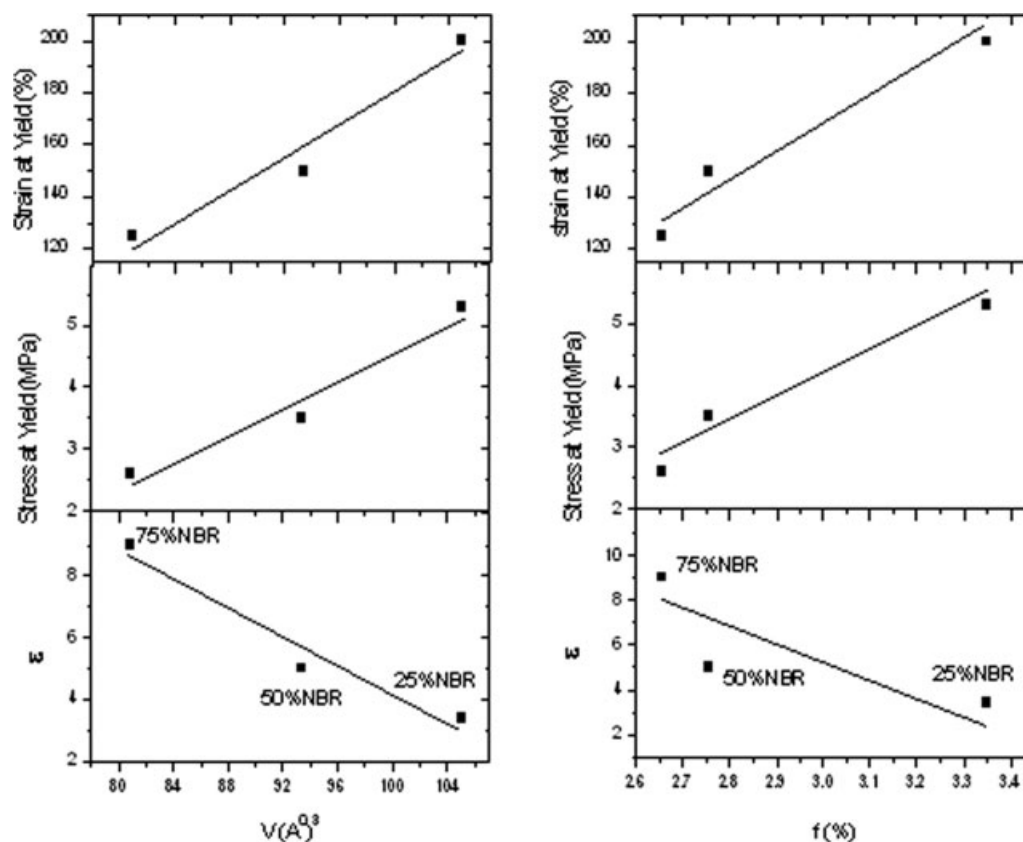 Strain at Yield(%)
200
180
160
140
120
strain at Yield(%)
200
180
160
140
120
Stress at Yield(MPa)
5
4
3
2
Stress at Yield(MPa)
5
4
3
2
ε
8
6
4
2
75%NBR
50%NBR
25%NBR
80 84 88 92 96 100 104
V(A⁰)³
ε
10
8
6
4
2
75%NBR
50%NBR
25%NBR
2.6 2.7 2.8 2.9 3.0 3.1 3.2 3.3 3.4
f(%)